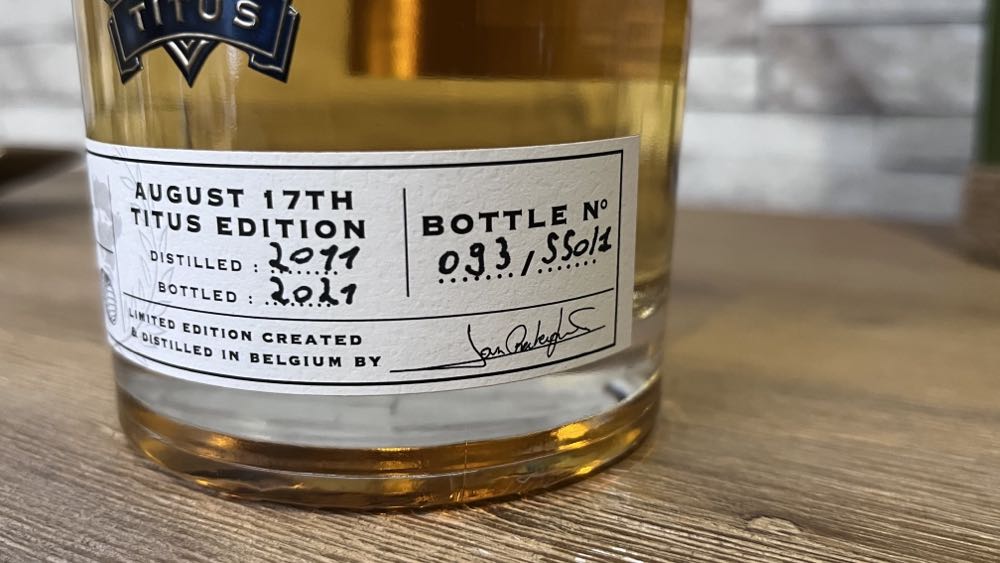 TITUS
AUGUST 17TH
TITUS EDITION
DISTILLED : 2011
BOTTLED : 2021
BOTTLE Nº
093/550/1
LIMITED EDITION CREATED
& DISTILLED IN BELGIUM BY